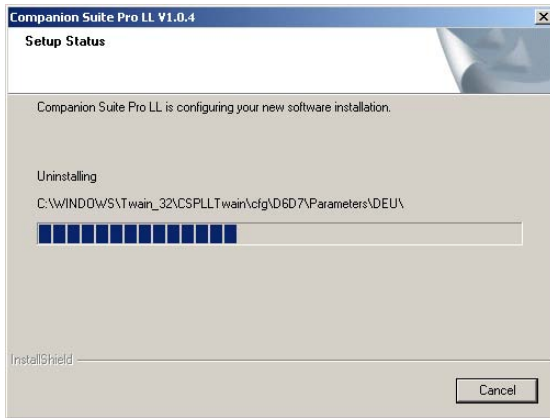 Companion Suite Pro LL V1.0.4
Setup Status
Companion Suite Pro LL is configuring your new software installation.
Uninstalling
C:\WINDOWS\Twain_32\CSPLLTwain\cfg\D6D7\Parameters\DEU\
InstallShield
Cancel